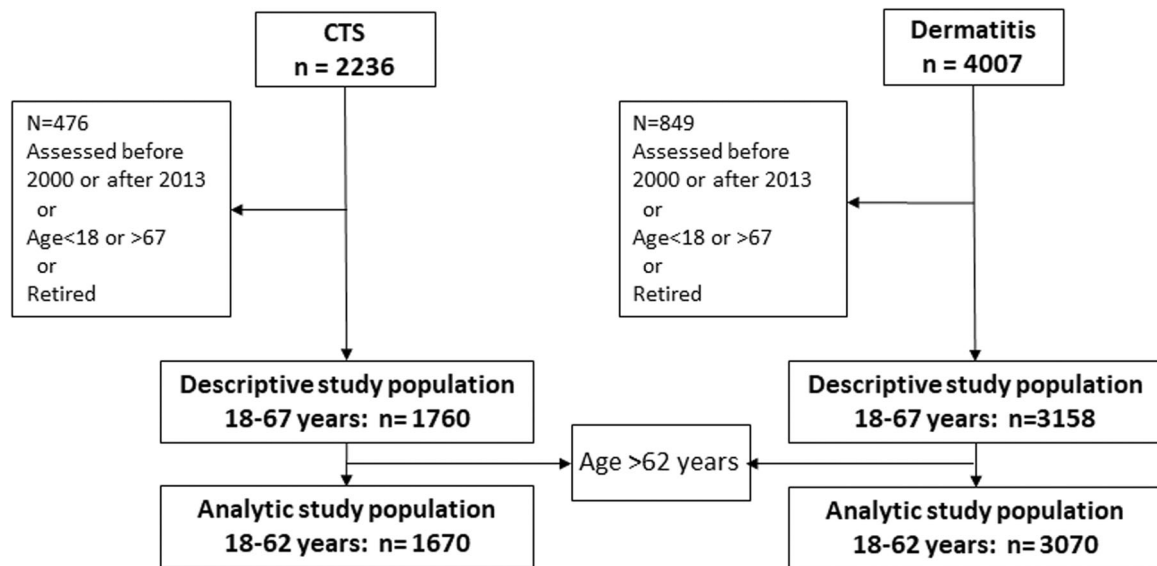 CTS
n = 2236
Dermatitis
n = 4007
N=476
Assessed before
2000 or after 2013
or
Age<18 or >67
or
Retired
N=849
Assessed before
2000 or after 2013
or
Age<18 or >67
or
Retired
Descriptive study population
18-67 years: n= 1760
Descriptive study population
18-67 years: n=3158
Age >62 years
Analytic study population
18-62 years: n= 1670
Analytic study population
18-62 years: n= 3070